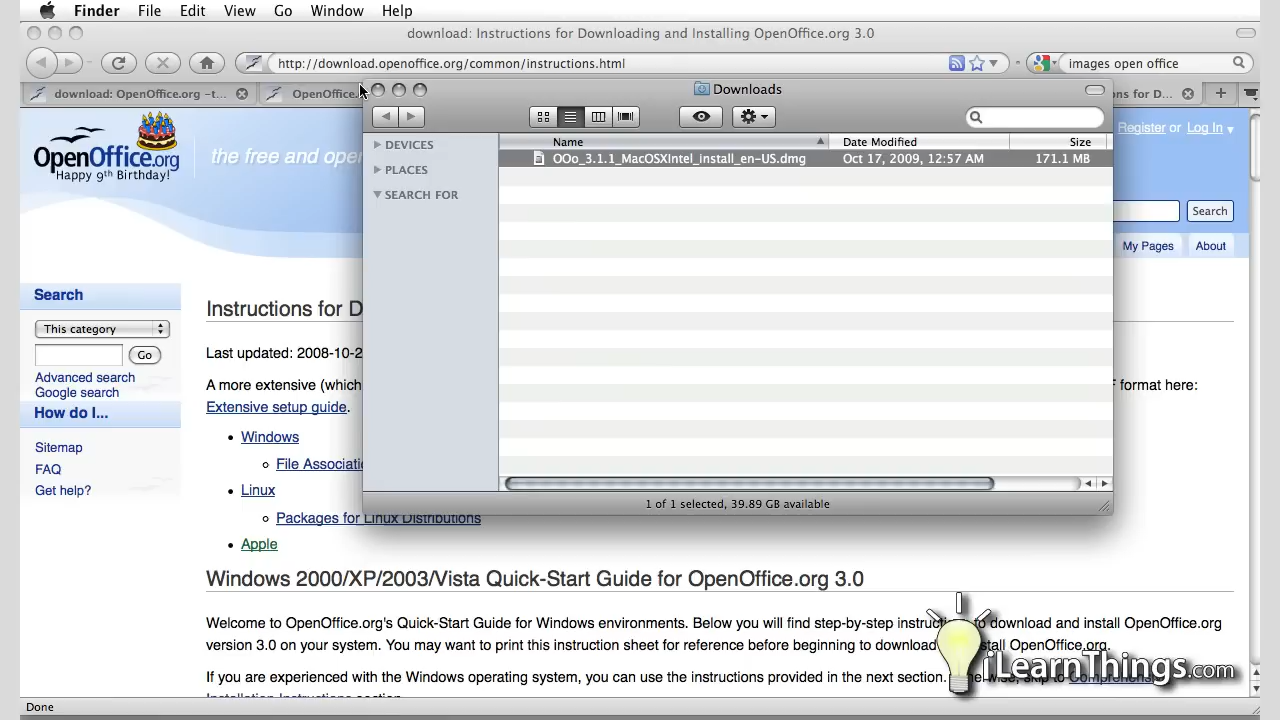 Finder File Edit View Go Window Help
download: Instructions for Downloading and Installing OpenOffice.org 3.0
http://download.openoffice.org/common/instructions.html
images open office
download: OpenOffice.org -t...
OpenOffice.
ns for D...
Downloads
Name Date Modified Size
OOo_3.1.1_MacOSXIntel_install_en-US.dmg Oct 17, 2009, 12:57 AM 171.1 MB
DEVICES
PLACES
SEARCH FOR
1 of 1 selected, 39.89 GB available
OpenOffice.org
Happy 9th Birthday!
the free and open
Register or Log In
Search
My Pages About
Search
This category
Go
Advanced search
Google search
How do I...
Sitemap
FAQ
Get help?
Instructions for D
Last updated: 2008-10-2
A more extensive (which
F format here:
Extensive setup guide.
• Windows
File Associati
• Linux
Packages for Linux Distributions
• Apple
Windows 2000/XP/2003/Vista Quick-Start Guide for OpenOffice.org 3.0
Welcome to OpenOffice.org's Quick-Start Guide for Windows environments. Below you will find step-by-step instruc to download and install OpenOffice.org
version 3.0 on your system. You may want to print this instruction sheet for reference before beginning to download stall OpenOffice.org.
If you are experienced with the Windows operating system, you can use the instructions provided in the next section. skip to
Installation Instructions section.
iLearnThings.com
Done